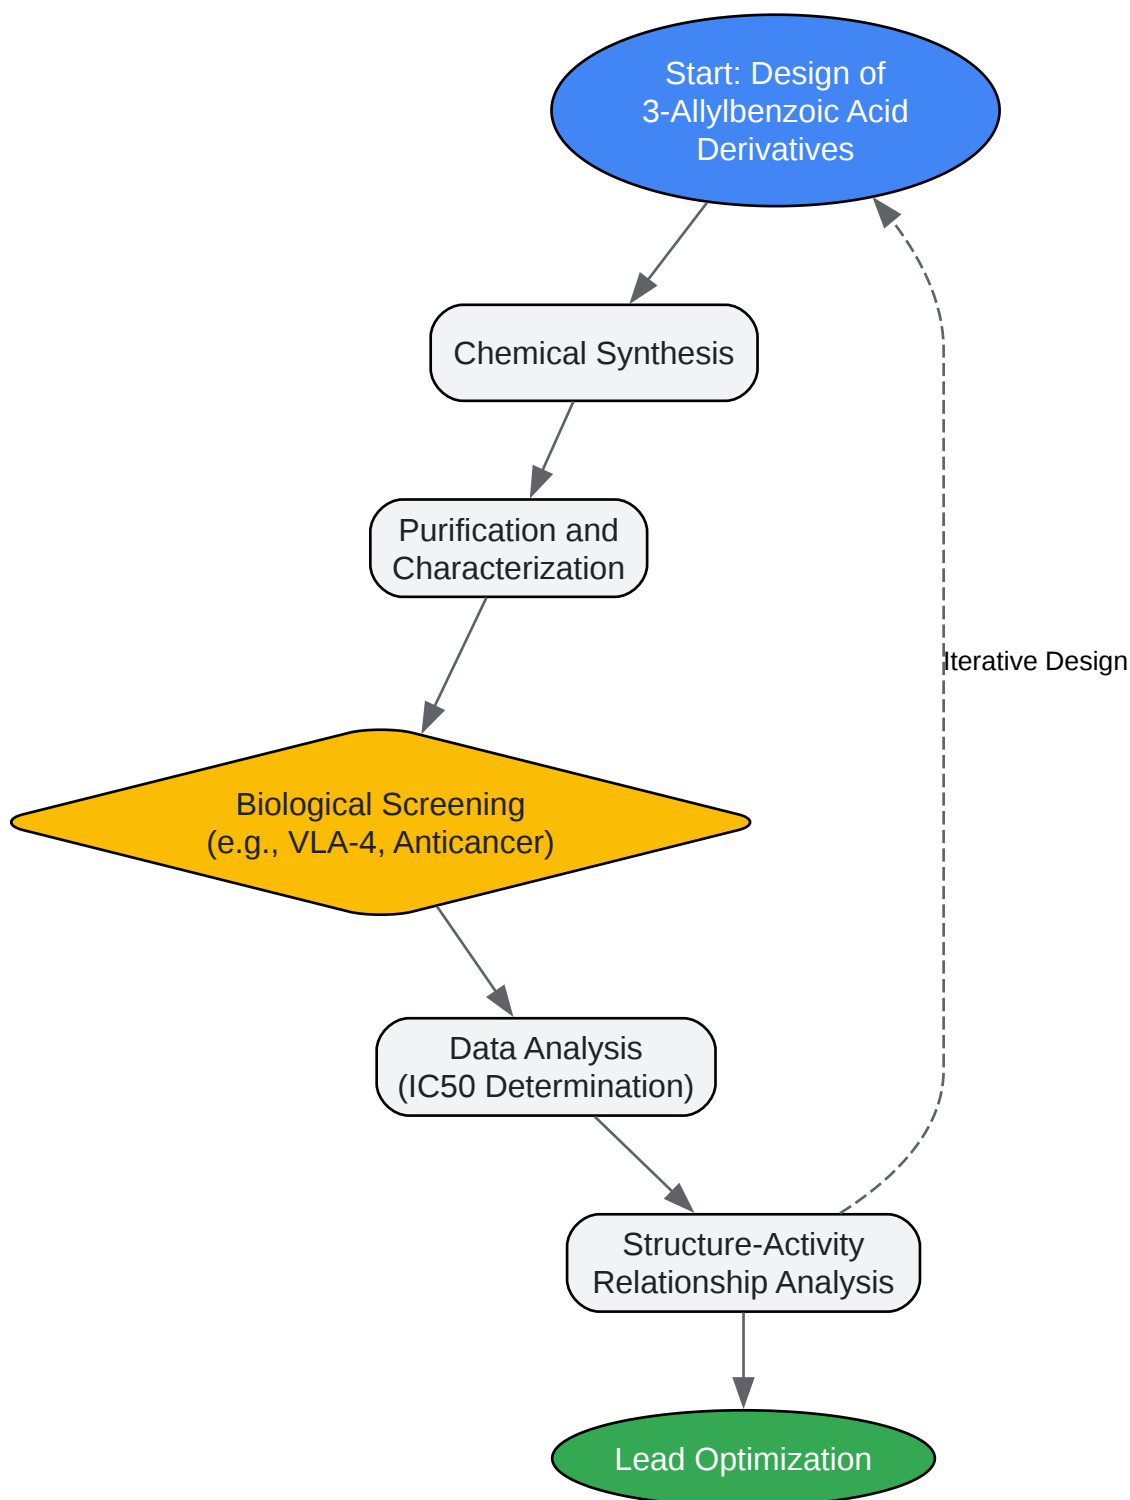 Start: Design of
3-Allylbenzoic Acid
Derivatives
Chemical Synthesis
Purification and
Characterization
Iterative Design
Biological Screening
(e.g., VLA-4, Anticancer)
Data Analysis
(IC50 Determination)
Structure-Activity
Relationship Analysis
Lead Optimization